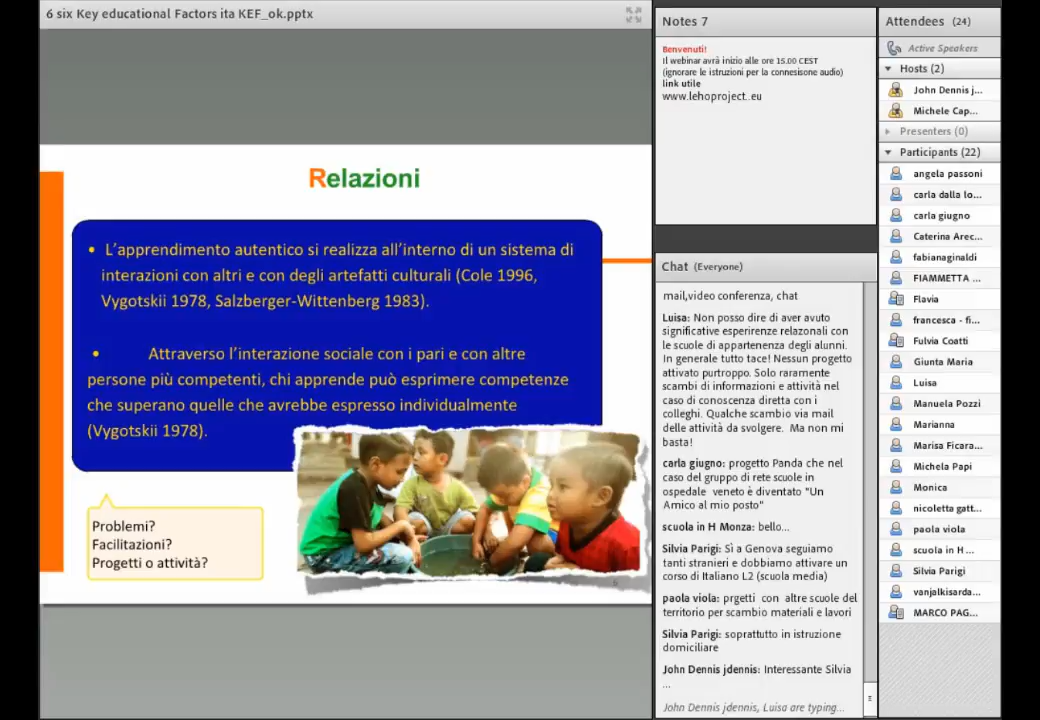 6 six Key educational Factors ita KEF_ok.pptx
Relazioni
• L'apprendimento autentico si realizza all'interno di un sistema di
interazioni con altri e con degli artefatti culturali (Cole 1996,
Vygotskii 1978, Salzberger-Wittenberg 1983).
• Attraverso l'interazione sociale con i pari e con altre
persone più competenti, chi apprende può esprimere competenze
che superano quelle che avrebbe espresso individualmente
(Vygotskii 1978).
Problemi?
Facilitazioni?
Progetti o attività?
Notes 7
Benvenuti!
Il webinar avrà inizio alle ore 15.00 CEST
(ignorare le istruzioni per la connesisone audio)
link utile
www.lehoproject.eu
Chat (Everyone)
mail,video conferenza, chat
Luisa: Non posso dire di aver avuto
significative esperirenze relazonali con
le scuole di appartenenza degli alunni.
In generale tutto tace! Nessun progetto
attivato purtroppo. Solo raramente
scambi di informazioni e attività nel
caso di conoscenza diretta con i
colleghi. Qualche scambio via mail
delle attività da svolgere. Ma non mi
basta!
carla giugno: progetto Panda che nel
caso del gruppo di rete scuole in
ospedale veneto è diventato "Un
Amico al mio posto"
scuola in H Monza: bello...
Silvia Parigi: Sì a Genova seguiamo
tanti stranieri e dobbiamo attivare un
corso di Italiano L2 (scuola media)
paola viola: prgetti con altre scuole del
territorio per scambio materiali e lavori
Silvia Parigi: soprattutto in istruzione
domiciliare
John Dennis jdennis: Interessante Silvia
...
John Dennis jdennis, Luisa are typing...
Attendees (24)
Active Speakers
Hosts (2)
John Dennis j...
Michele Cap...
Presenters (0)
Participants (22)
angela passoni
carla dalla lo...
carla giugno
Caterina Arec...
fabianaginaldi
FIAMMETTA ...
Flavia
francesca - fi...
Fulvia Coatti
Giunta Maria
Luisa
Manuela Pozzi
Marianna
Marisa Ficara...
Michela Papi
Monica
nicoletta gatt...
paola viola
scuola in H ...
Silvia Parigi
vanjalkisarda...
MARCO PAG...